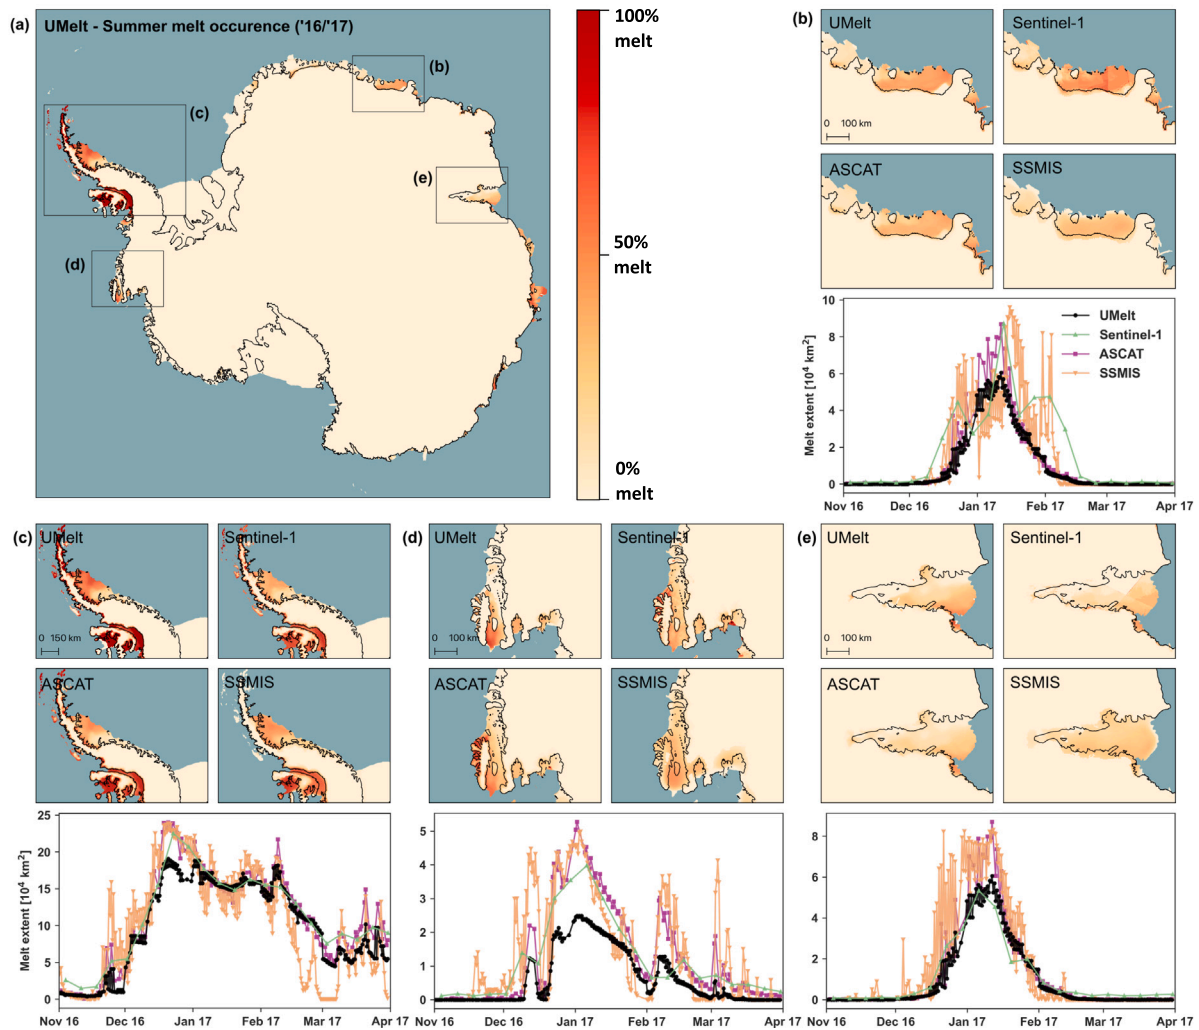 (a)
UMelt - Summer melt occurence ('16/'17)
(b)
(c)
(d)
(e)
100%
melt
50%
melt
0%
melt
(b)
UMelt
Sentinel-1
0 100 km
ASCAT
SSMIS
Melt extent [10⁴ km²]
10
8
6
4
2
0
UMelt
Sentinel-1
ASCAT
SSMIS
Nov 16 Dec 16 Jan 17 Feb 17 Mar 17 Apr 17
(c)
UMelt
Sentinel-1
0 150 km
ASCAT
SSMIS
Melt extent [10⁴ km²]
25
20
15
10
5
0
Nov 16 Dec 16 Jan 17 Feb 17 Mar 17 Apr 17
(d)
UMelt
Sentinel-1
0 100 km
ASCAT
SSMIS
5
4
3
2
1
0
Nov 16 Dec 16 Jan 17 Feb 17 Mar 17 Apr 17
(e)
UMelt
Sentinel-1
0 100 km
ASCAT
SSMIS
8
6
4
2
0
Nov 16 Dec 16 Jan 17 Feb 17 Mar 17 Apr 17